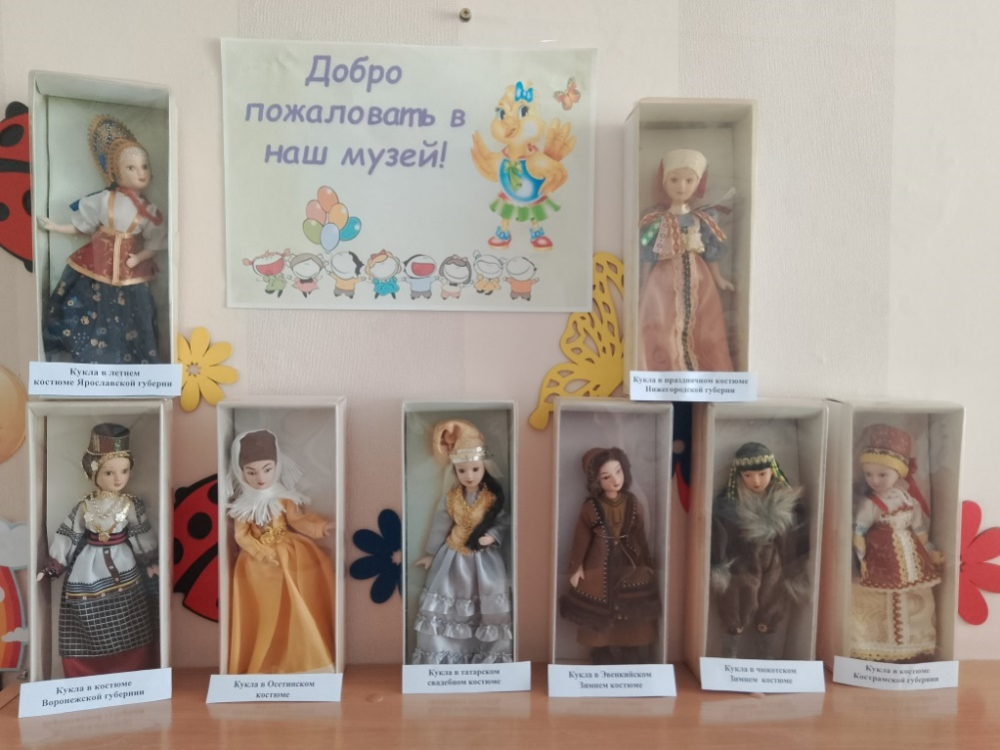 Добро
пожаловать в
наш музей!
Кукла в летнем
костюме Ярославской губернии
Кукла в праздничном костюме
Нижегородской губернии
Кукла в костюме
Воронежской губернии
Кукла в Осетинском
костюме
Кукла в татарском
свадебном костюме
Кукла в Эвенкийском
Зимнем костюме
Кукла в чукотском
Зимнем костюме
Кукла в костюме
Костромской губернии